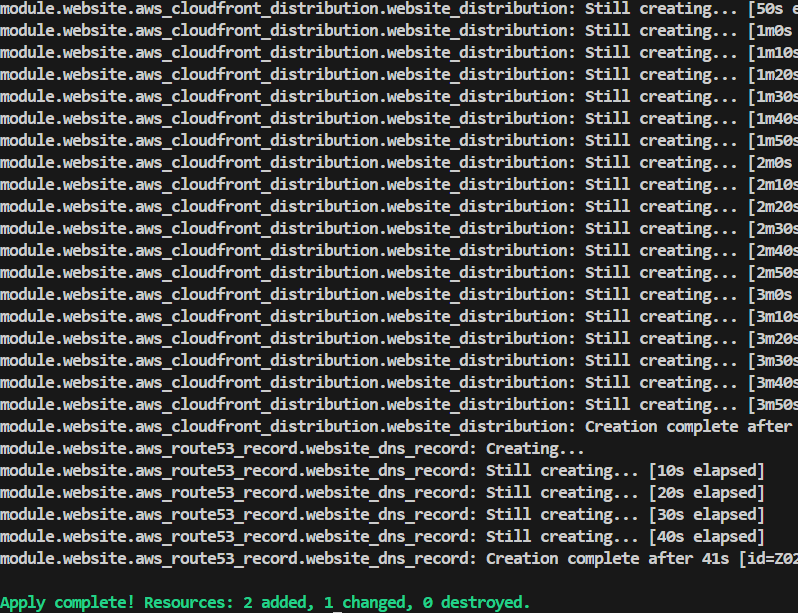 module.website.aws_cloudfront_distribution.website_distribution: Still creating... [50s e
module.website.aws_cloudfront_distribution.website_distribution: Still creating... [1m0s
module.website.aws_cloudfront_distribution.website_distribution: Still creating... [1m10s
module.website.aws_cloudfront_distribution.website_distribution: Still creating... [1m20s
module.website.aws_cloudfront_distribution.website_distribution: Still creating... [1m30s
module.website.aws_cloudfront_distribution.website_distribution: Still creating... [1m40s
module.website.aws_cloudfront_distribution.website_distribution: Still creating... [1m50s
module.website.aws_cloudfront_distribution.website_distribution: Still creating... [2m0s
module.website.aws_cloudfront_distribution.website_distribution: Still creating... [2m10s
module.website.aws_cloudfront_distribution.website_distribution: Still creating... [2m20s
module.website.aws_cloudfront_distribution.website_distribution: Still creating... [2m30s
module.website.aws_cloudfront_distribution.website_distribution: Still creating... [2m40s
module.website.aws_cloudfront_distribution.website_distribution: Still creating... [2m50s
module.website.aws_cloudfront_distribution.website_distribution: Still creating... [3m0s
module.website.aws_cloudfront_distribution.website_distribution: Still creating... [3m10s
module.website.aws_cloudfront_distribution.website_distribution: Still creating... [3m20s
module.website.aws_cloudfront_distribution.website_distribution: Still creating... [3m30s
module.website.aws_cloudfront_distribution.website_distribution: Still creating... [3m40s
module.website.aws_cloudfront_distribution.website_distribution: Still creating... [3m50s
module.website.aws_cloudfront_distribution.website_distribution: Creation complete after
module.website.aws_route53_record.website_dns_record: Creating...
module.website.aws_route53_record.website_dns_record: Still creating... [10s elapsed]
module.website.aws_route53_record.website_dns_record: Still creating... [20s elapsed]
module.website.aws_route53_record.website_dns_record: Still creating... [30s elapsed]
module.website.aws_route53_record.website_dns_record: Still creating... [40s elapsed]
module.website.aws_route53_record.website_dns_record: Creation complete after 41s [id=Z02
Apply complete! Resources: 2 added, 1 changed, 0 destroyed.